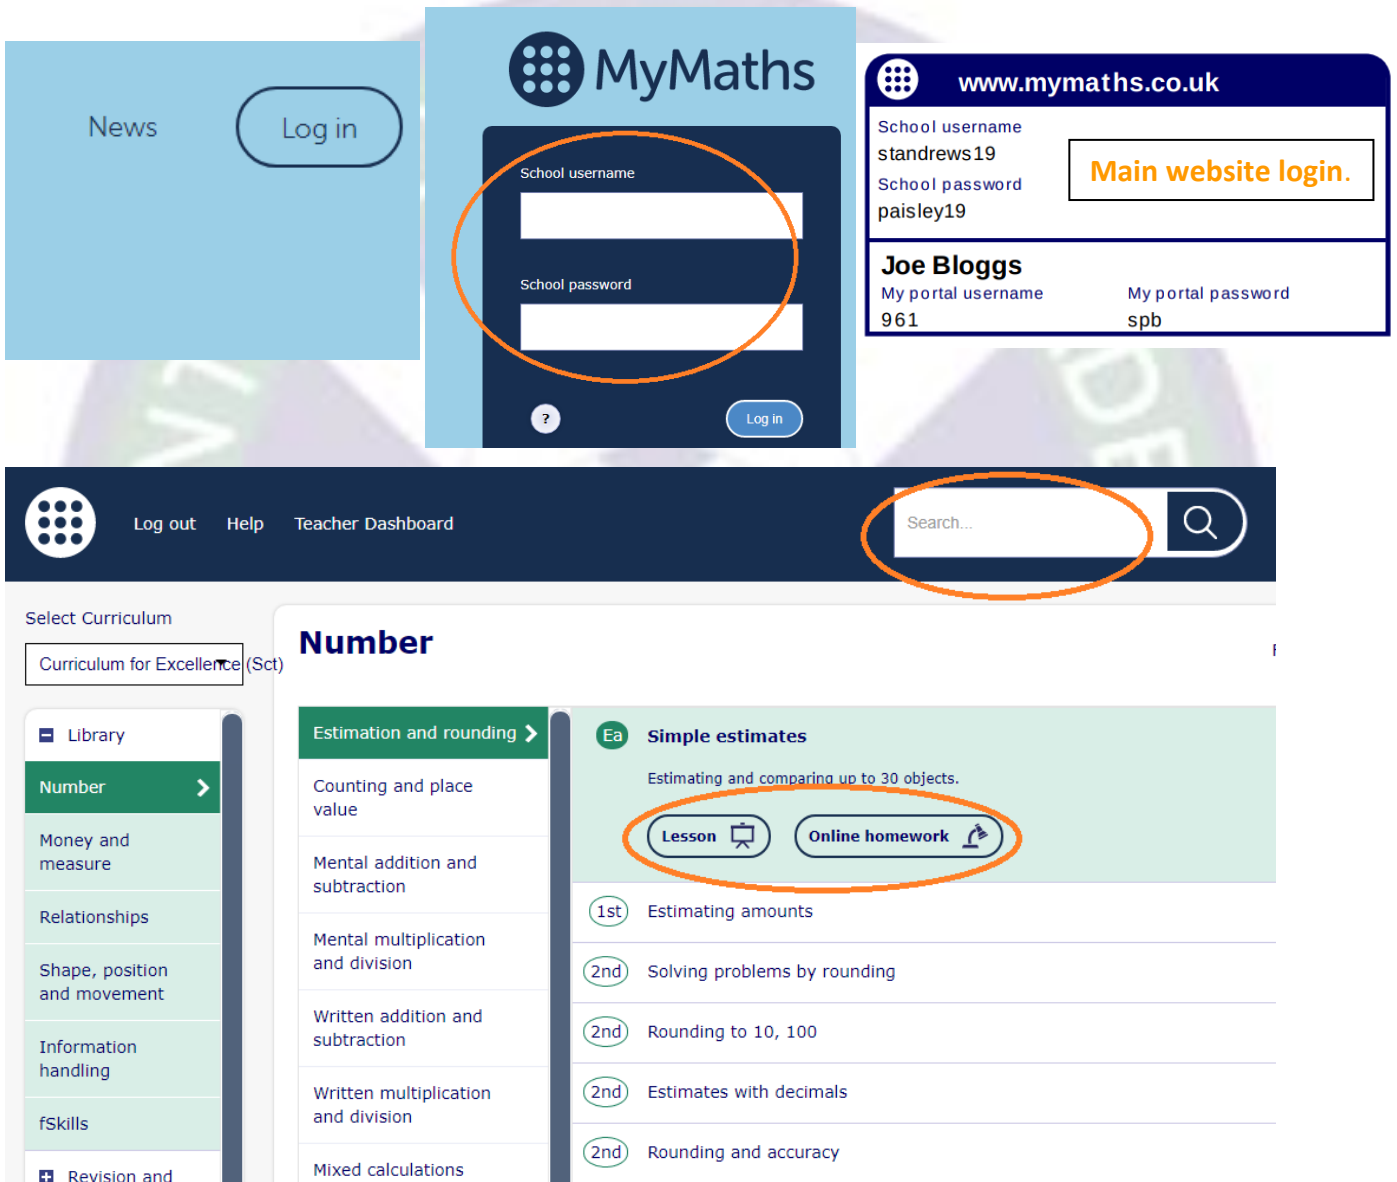 News
Log in
MyMaths
School username
School password
?
Log in
www.mymaths.co.uk
School username
standrews19
School password
paisley19
Main website login.
Joe Bloggs
My portal username
My portal password
961
spb
Log out
Help
Teacher Dashboard
Search...
Select Curriculum
Curriculum for Excellence (Sct)
Library
Number
Money and
measure
Relationships
Shape, position
and movement
Information
handling
fSkills
Revision and
Number
Estimation and rounding
Counting and place
value
Mental addition and
subtraction
Mental multiplication
and division
Written addition and
subtraction
Written multiplication
and division
Mixed calculations
Ea Simple estimates
Estimating and comparing up to 30 objects.
Lesson
Online homework
1st Estimating amounts
2nd Solving problems by rounding
2nd Rounding to 10, 100
2nd Estimates with decimals
2nd Rounding and accuracy